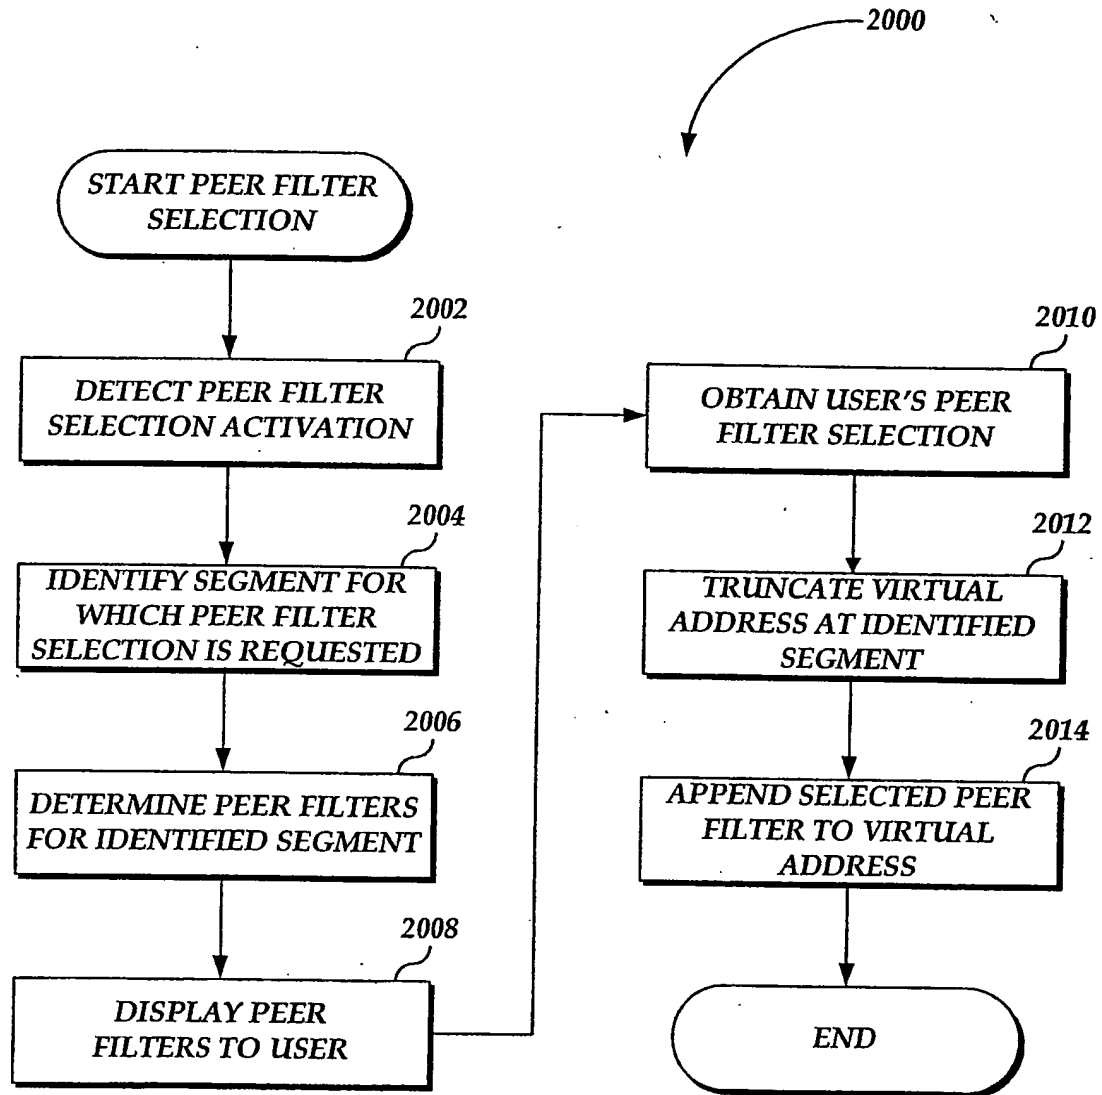 2000
START PEER FILTER
SELECTION
2002
DETECT PEER FILTER
SELECTION ACTIVATION
2004
IDENTIFY SEGMENT FOR
WHICH PEER FILTER
SELECTION IS REQUESTED
2006
DETERMINE PEER FILTERS
FOR IDENTIFIED SEGMENT
2008
DISPLAY PEER
FILTERS TO USER
2010
OBTAIN USER'S PEER
FILTER SELECTION
2012
TRUNCATE VIRTUAL
ADDRESS AT IDENTIFIED
SEGMENT
2014
APPEND SELECTED PEER
FILTER TO VIRTUAL
ADDRESS
END